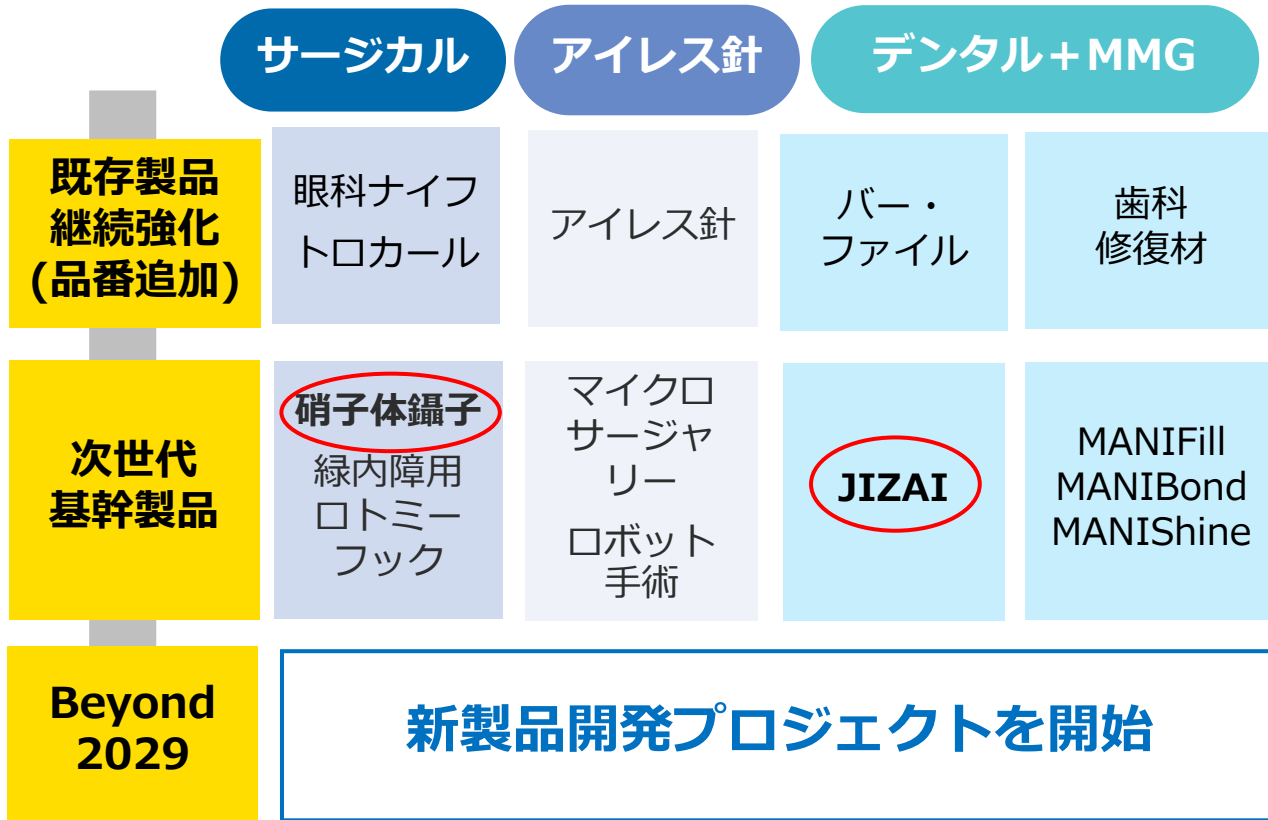 サージカル
アイレス針
デンタル＋MMG
既存製品
継続強化
(品番追加)
眼科ナイフ
トロカール
アイレス針
バー・
ファイル
歯科
修復材
次世代
基幹製品
硝子体鑷子
緑内障用
ロトミー
フック
マイクロ
サージャ
リー
ロボット
手術
JIZAI
MANIFill
MANIBond
MANIShine
Beyond
2029
新製品開発プロジェクトを開始